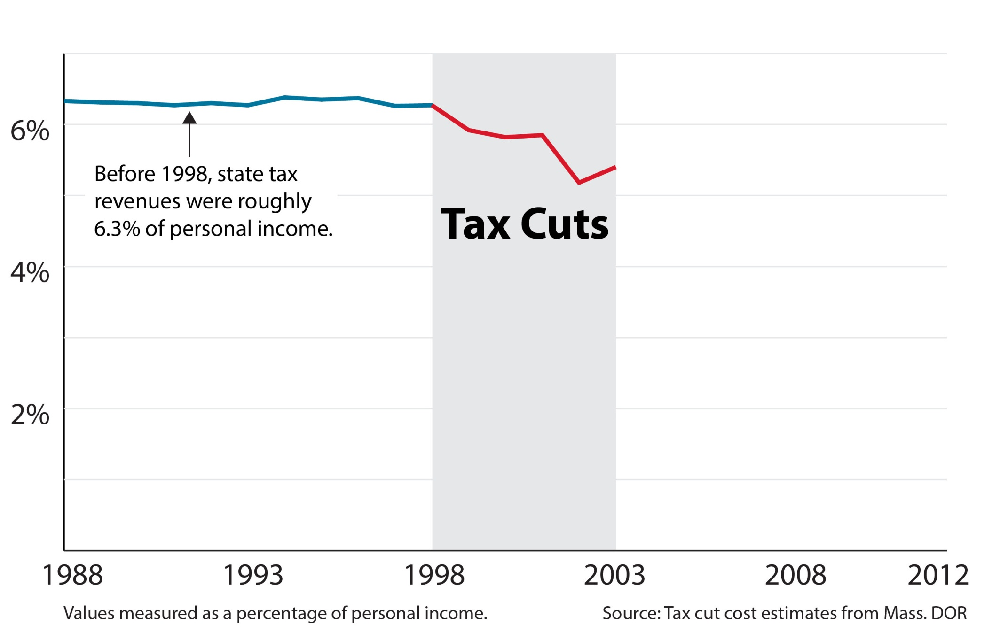 6%
Before 1998, state tax
revenues were roughly
6.3% of personal income.
Tax Cuts
4%
2%
1988 1993 1998 2003 2008 2012
Values measured as a percentage of personal income. Source: Tax cut cost estimates from Mass. DOR